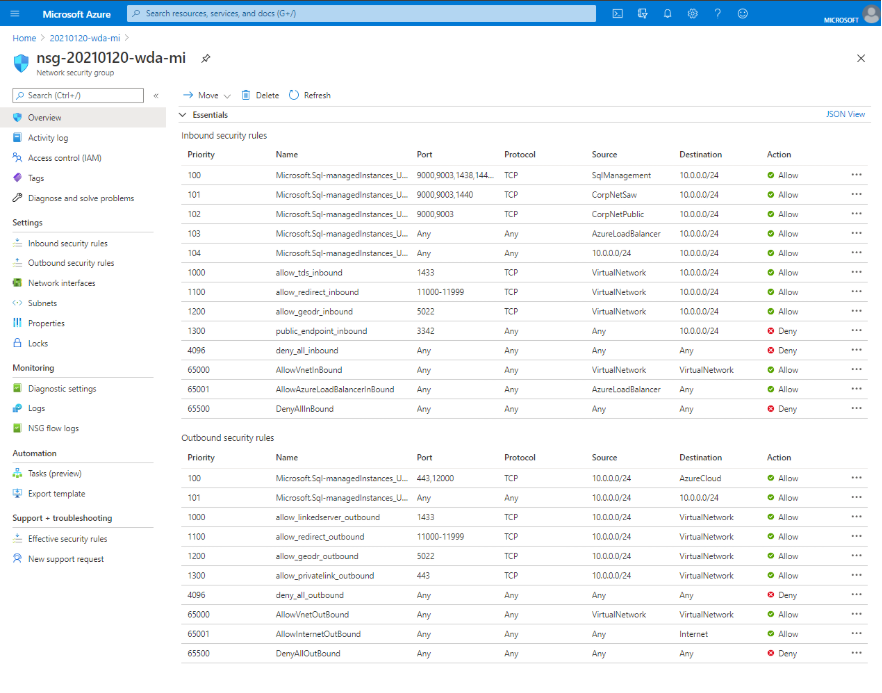 Microsoft Azure
Search resources, services, and docs (G+/)
MICROSOFT
Home > 20210120-wda-mi >
nsg-20210120-wda-mi
Network security group
Search (Ctrl+/)
«
Move
Delete
Refresh
Overview
Activity log
Access control (IAM)
Tags
Diagnose and solve problems
Settings
Inbound security rules
Outbound security rules
Network interfaces
Subnets
Properties
Locks
Monitoring
Diagnostic settings
Logs
NSG flow logs
Automation
Tasks (preview)
Export template
Support + troubleshooting
Effective security rules
New support request
Essentials
JSON View
Inbound security rules
Priority Name Port Protocol Source Destination Action
100 Microsoft.Sql-managedInstances_U... 9000,9003,1438,144... TCP SqlManagement 10.0.0.0/24 Allow
101 Microsoft.Sql-managedInstances_U... 9000,9003,1440 TCP CorpNetSaw 10.0.0.0/24 Allow
102 Microsoft.Sql-managedInstances_U... 9000,9003 TCP CorpNetPublic 10.0.0.0/24 Allow
103 Microsoft.Sql-managedInstances_U... Any Any AzureLoadBalancer 10.0.0.0/24 Allow
104 Microsoft.Sql-managedInstances_U... Any Any 10.0.0.0/24 10.0.0.0/24 Allow
1000 allow_tds_inbound 1433 TCP VirtualNetwork 10.0.0.0/24 Allow
1100 allow_redirect_inbound 11000-11999 TCP VirtualNetwork 10.0.0.0/24 Allow
1200 allow_geodr_inbound 5022 TCP VirtualNetwork 10.0.0.0/24 Allow
1300 public_endpoint_inbound 3342 Any Any 10.0.0.0/24 Deny
4096 deny_all_inbound Any Any Any Any Deny
65000 AllowVnetInBound Any Any VirtualNetwork VirtualNetwork Allow
65001 AllowAzureLoadBalancerInBound Any Any AzureLoadBalancer Any Allow
65500 DenyAllInBound Any Any Any Any Deny
Outbound security rules
Priority Name Port Protocol Source Destination Action
100 Microsoft.Sql-managedInstances_U... 443,12000 TCP 10.0.0.0/24 AzureCloud Allow
101 Microsoft.Sql-managedInstances_U... Any Any 10.0.0.0/24 10.0.0.0/24 Allow
1000 allow_linkedserver_outbound 1433 TCP 10.0.0.0/24 VirtualNetwork Allow
1100 allow_redirect_outbound 11000-11999 TCP 10.0.0.0/24 VirtualNetwork Allow
1200 allow_geodr_outbound 5022 TCP 10.0.0.0/24 VirtualNetwork Allow
1300 allow_privatelink_outbound 443 TCP 10.0.0.0/24 VirtualNetwork Allow
4096 deny_all_outbound Any Any Any Any Deny
65000 AllowVnetOutBound Any Any VirtualNetwork VirtualNetwork Allow
65001 AllowInternetOutBound Any Any Any Internet Allow
65500 DenyAllOutBound Any Any Any Any Deny